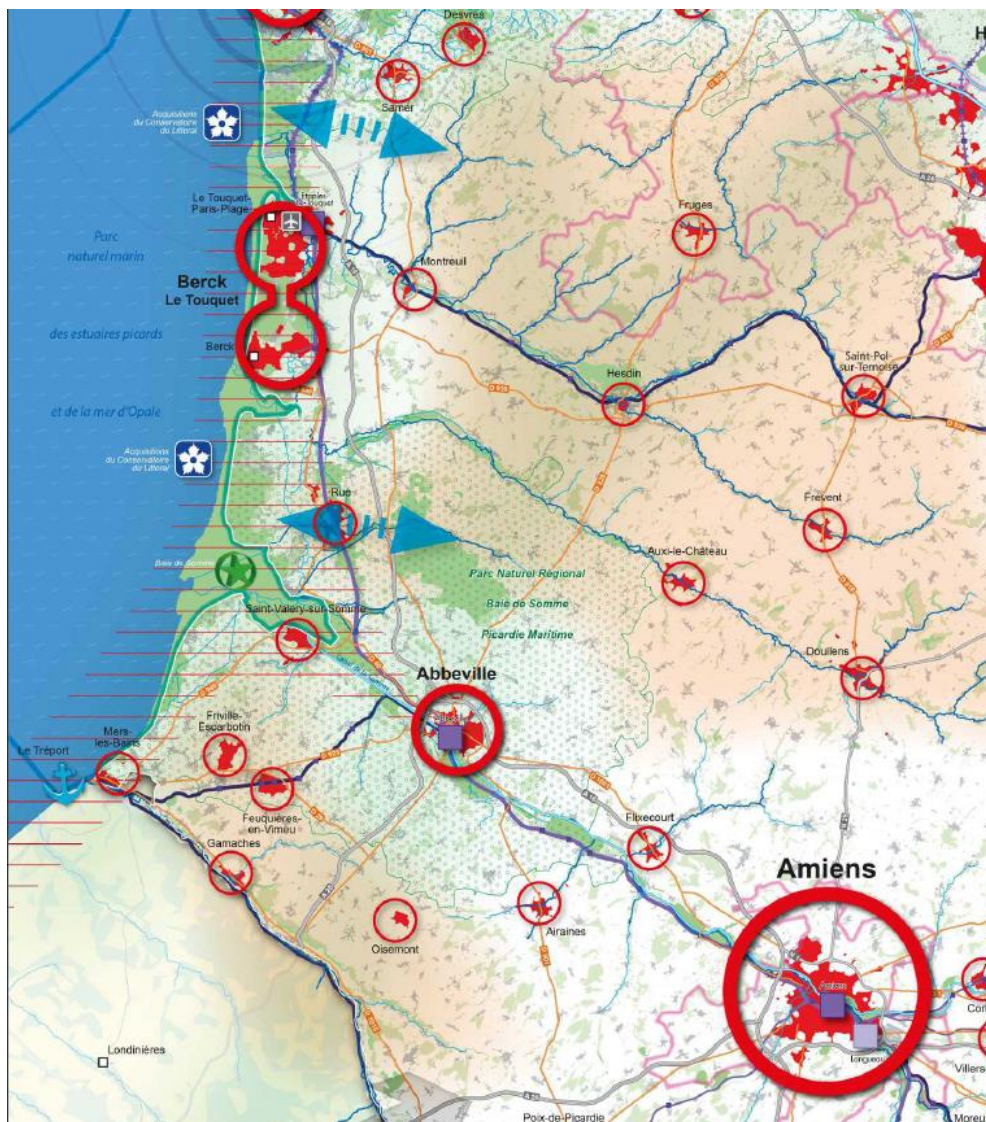 Desvres
H
Samer
Acquisitions
du Conservatoire
du Littoral
A 26
Fruges
Le Touquet-
Paris-Plage
Parc
naturel marin
Montreuil
Berck
Le Touquet
des estuaires picards
Berck
Saint-Pol
sur-Ternoise
Hesdin
D 939
et de la mer d'Opale
Acquisitions
du Conservatoire
du Littoral
Rue
Frévent
Auxi-le-Château
Baie de Somme
Parc Naturel Régional
Baie de Somme
Picardie Maritime
Saint-Valery-sur-Somme
Doullens
Abbeville
Friville-
Escarbotin
Mers-
les-Bains
Le Tréport
Feuquières-
en-Vimeu
Flixecourt
Gamaches
Amiens
Airaines
Oisemont
Amiens
Longueau
Londinières
Villers-
Poix-de-Picardie
Moreu